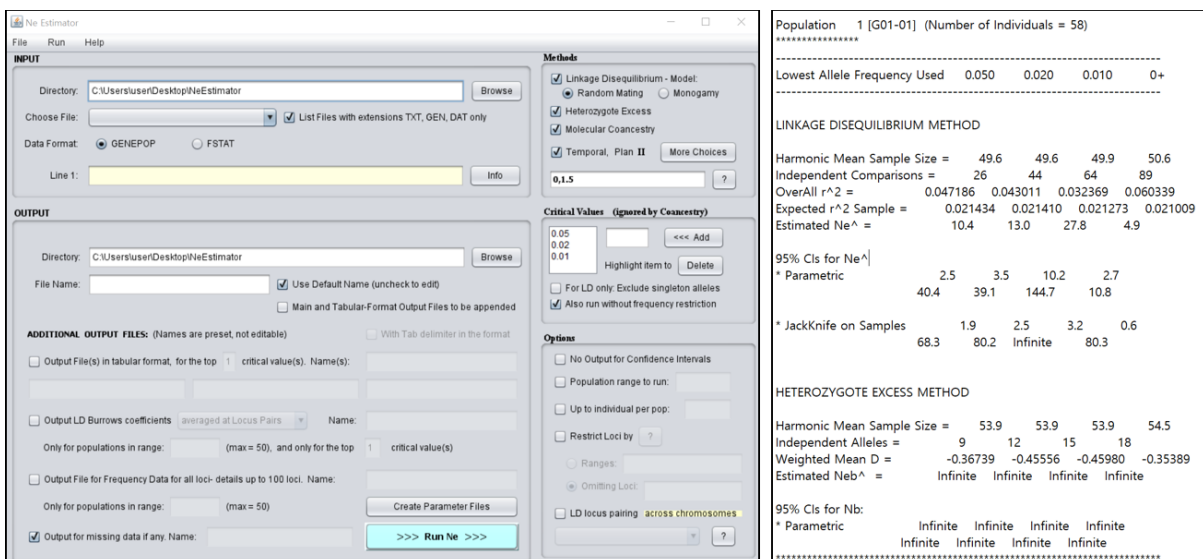 Ne Estimator
File Run Help
INPUT
Directory: C:\Users\user\Desktop\NeEstimator Browse
Choose File: List Files with extensions TXT, GEN, DAT only
Data Format: GENEPOP FSTAT
Line 1: Info
OUTPUT
Directory: C:\Users\user\Desktop\NeEstimator Browse
File Name: Use Default Name (uncheck to edit)
Main and Tabular-Format Output Files to be appended
ADDITIONAL OUTPUT FILES: (Names are preset, not editable) With Tab delimiter in the format
Output File(s) in tabular format, for the top 1 critical value(s). Name(s):
Output LD Burrows coefficients averaged at Locus Pairs Name:
Only for populations in range: (max = 50), and only for the top 1 critical value(s)
Output File for Frequency Data for all loci- details up to 100 loci. Name:
Only for populations in range: (max = 50) Create Parameter Files
Output for missing data if any. Name: >>> Run Ne >>>
Methods
Linkage Disequilibrium - Model:
Random Mating Monogamy
Heterozygote Excess
Molecular Coancestry
Temporal, Plan II More Choices
0,1.5 ?
Critical Values (ignored by Coancestry)
0.05 <<< Add
0.02
0.01 Highlight item to Delete
For LD only: Exclude singleton alleles
Also run without frequency restriction
Options
No Output for Confidence Intervals
Population range to run:
Up to individual per pop:
Restrict Loci by ?
Ranges:
Omitting Loci:
LD locus pairing across chromosomes
?
Population 1 [G01-01] (Number of Individuals = 58)
****************
Lowest Allele Frequency Used 0.050 0.020 0.010 0+
LINKAGE DISEQUILIBRIUM METHOD
Harmonic Mean Sample Size = 49.6 49.6 49.9 50.6
Independent Comparisons = 26 44 64 89
OverAll r^2 = 0.047186 0.043011 0.032369 0.060339
Expected r^2 Sample = 0.021434 0.021410 0.021273 0.021009
Estimated Ne^ = 10.4 13.0 27.8 4.9
95% CIs for Ne^
* Parametric 2.5 3.5 10.2 2.7
40.4 39.1 144.7 10.8
* JackKnife on Samples 1.9 2.5 3.2 0.6
68.3 80.2 Infinite 80.3
HETEROZYGOTE EXCESS METHOD
Harmonic Mean Sample Size = 53.9 53.9 53.9 54.5
Independent Alleles = 9 12 15 18
Weighted Mean D = -0.36739 -0.45556 -0.45980 -0.35389
Estimated Neb^ = Infinite Infinite Infinite Infinite
95% CIs for Nb:
* Parametric Infinite Infinite Infinite Infinite
Infinite Infinite Infinite Infinite